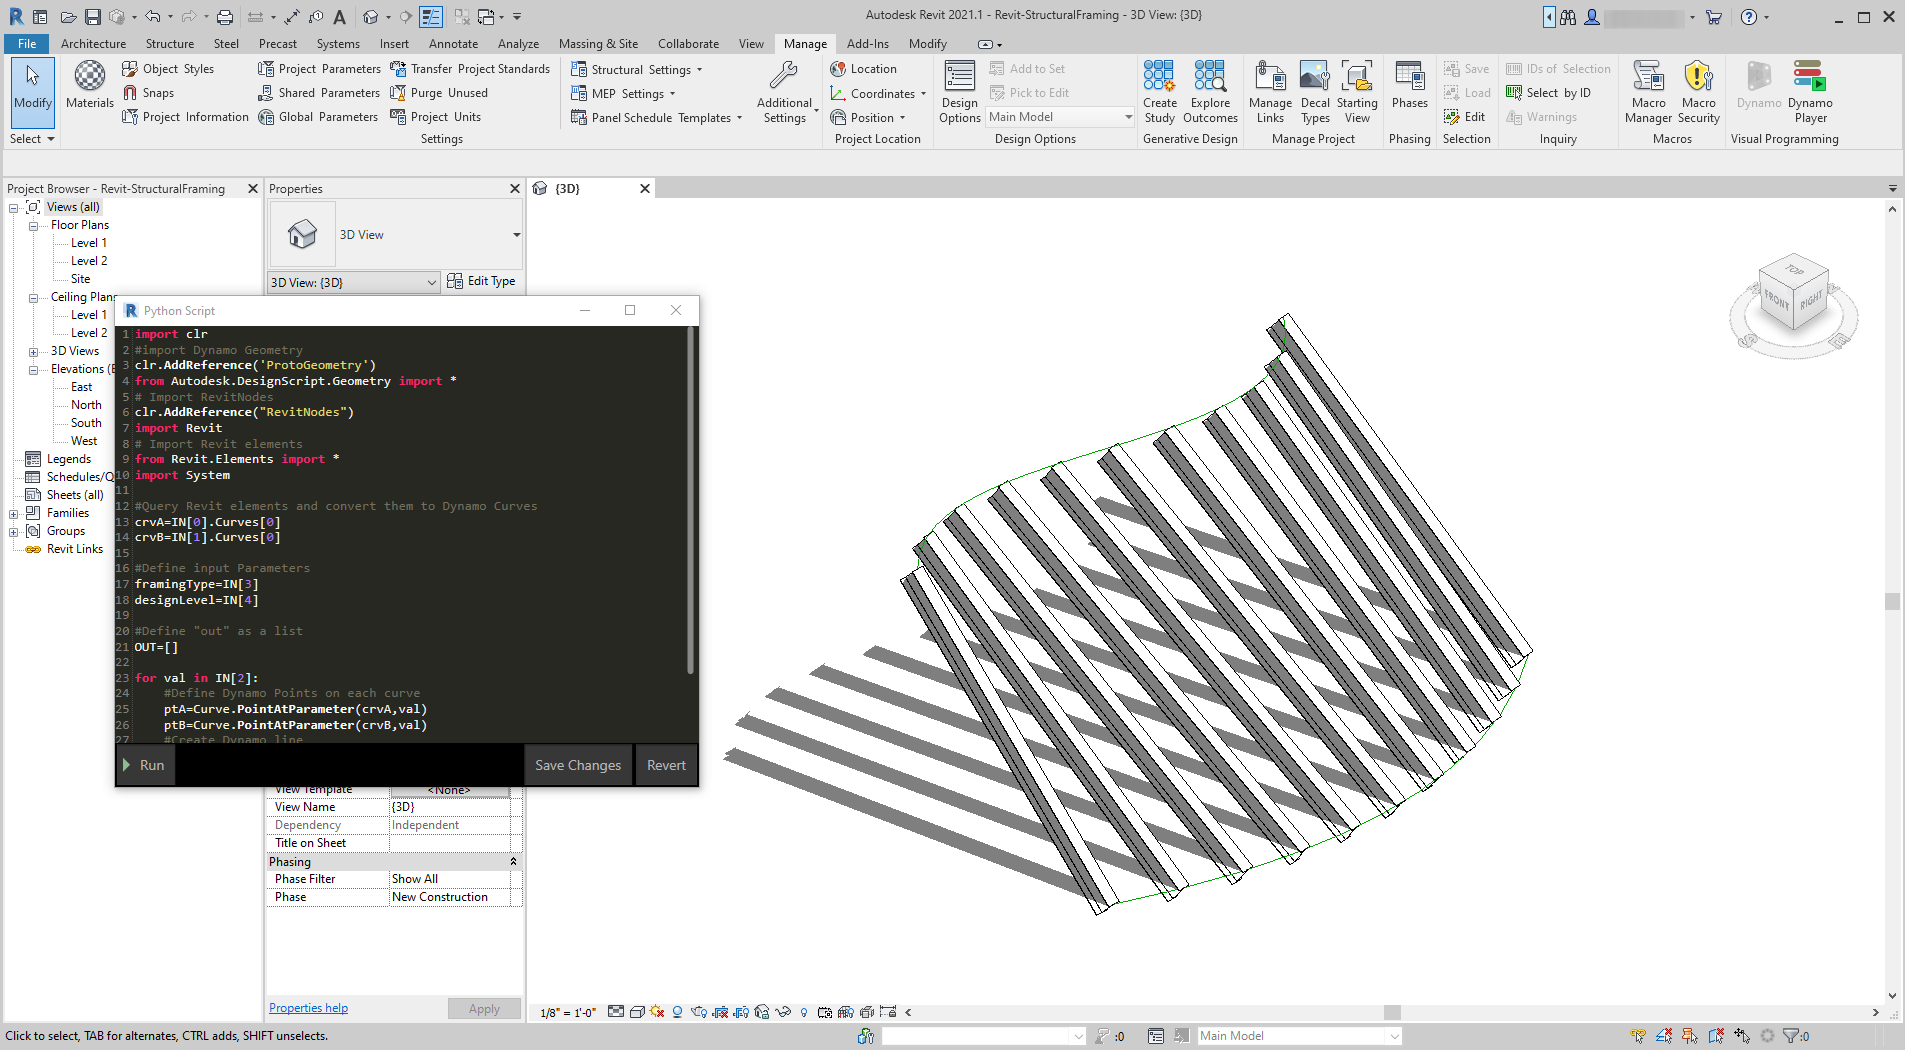 Autodesk Revit 2021.1 - Revit-StructuralFraming - 3D View: {3D}
File Architecture Structure Steel Precast Systems Insert Annotate Analyze Massing & Site Collaborate View Manage Add-Ins Modify
Modify
Select
Materials
Object Styles
Snaps
Project Information
Project Parameters
Shared Parameters
Global Parameters
Transfer Project Standards
Purge Unused
Project Units
Settings
Structural Settings
MEP Settings
Panel Schedule Templates
Additional Settings
Location
Coordinates
Position
Project Location
Design Options
Add to Set
Pick to Edit
Main Model
Design Options
Create Study
Explore Outcomes
Generative Design
Manage Links
Decal Types
Starting View
Manage Project
Phases
Phasing
Save
Load
Edit
Selection
IDs of Selection
Select by ID
Warnings
Inquiry
Macro Manager
Macro Security
Macros
Dynamo
Dynamo Player
Visual Programming
Project Browser - Revit-StructuralFraming
Views (all)
Floor Plans
Level 1
Level 2
Site
Ceiling Plans
Level 1
Level 2
3D Views
Elevations (
East
North
South
West
Legends
Schedules/Q
Sheets (all)
Families
Groups
Revit Links
Properties
3D View
3D View: {3D}
Edit Type
{3D}
Python Script
1 import clr
2 #import Dynamo Geometry
3 clr.AddReference('ProtoGeometry')
4 from Autodesk.DesignScript.Geometry import *
5 # Import RevitNodes
6 clr.AddReference("RevitNodes")
7 import Revit
8 # Import Revit elements
9 from Revit.Elements import *
10 import System
11
12 #Query Revit elements and convert them to Dynamo Curves
13 crvA=IN[0].Curves[0]
14 crvB=IN[1].Curves[0]
15
16 #Define input Parameters
17 framingType=IN[3]
18 designLevel=IN[4]
19
20 #Define "out" as a list
21 OUT=[]
22
23 for val in IN[2]:
24 #Define Dynamo Points on each curve
25 ptA=Curve.PointAtParameter(crvA,val)
26 ptB=Curve.PointAtParameter(crvB,val)
27 #Create Dynamo line
Run
Save Changes
Revert
View Template <None>
View Name {3D}
Dependency Independent
Title on Sheet
Phasing
Phase Filter Show All
Phase New Construction
Properties help
Apply
TOP
FRONT
RIGHT
S
E
1/8" = 1'-0"
Click to select, TAB for alternates, CTRL adds, SHIFT unselects.
:0
Main Model
:0